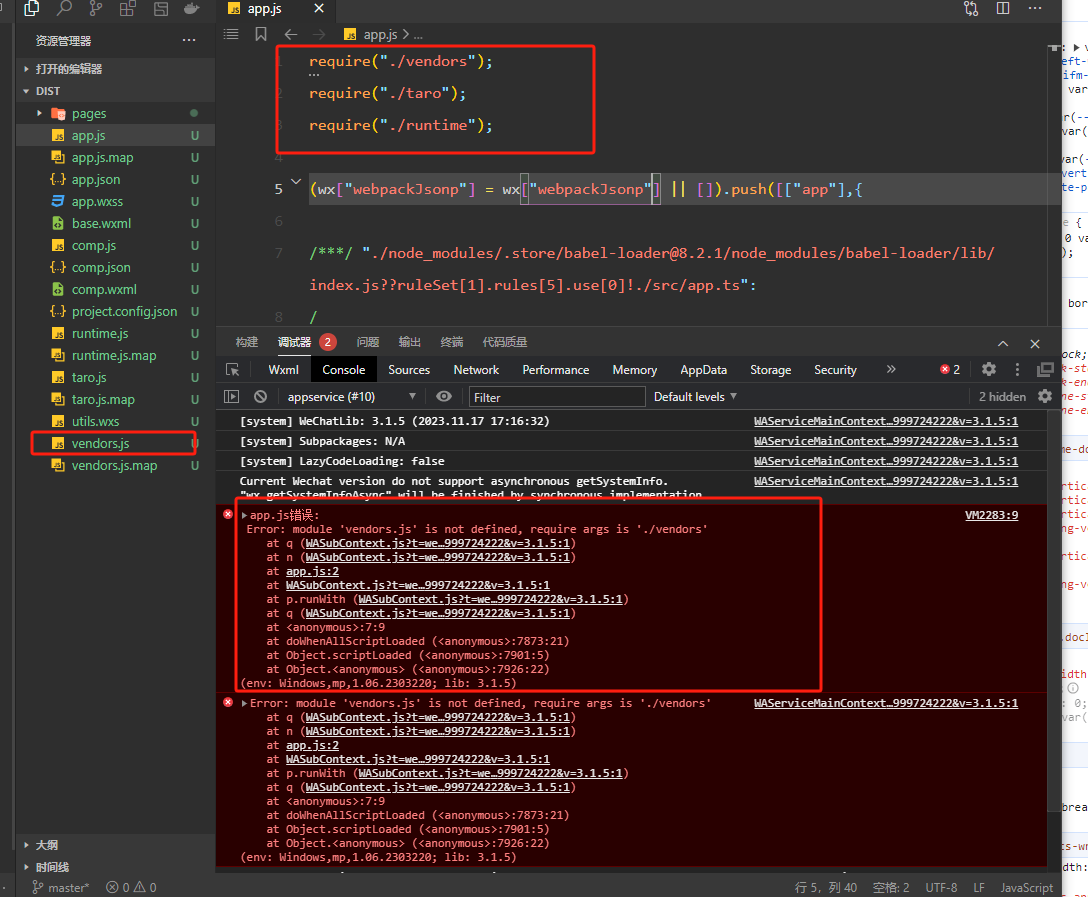 app.js
资源管理器
app.js > ...
打开的编辑器
DIST
pages
app.js U
app.js.map U
app.json U
app.wxss U
base.wxml U
comp.js U
comp.json U
comp.wxml U
project.config.json U
runtime.js U
runtime.js.map U
taro.js U
taro.js.map U
utils.wxs U
vendors.js U
vendors.js.map U
大纲
时间线
require("./vendors");
2 require("./taro");
3 require("./runtime");
4
5 (wx["webpackJsonp"] = wx["webpackJsonp"] || []).push([["app"],{
6
7 /***/ "./node_modules/.store/babel-loader@8.2.1/node_modules/babel-loader/lib/
index.js??ruleSet[1].rules[5].use[0]!./src/app.ts":
8 /
构建 调试器 2 问题 输出 终端 代码质量
Wxml Console Sources Network Performance Memory AppData Storage Security » 2
appservice (#10) Filter Default levels 2 hidden
[system] WeChatLib: 3.1.5 (2023.11.17 17:16:32) WAServiceMainContext…999724222&v=3.1.5:1
[system] Subpackages: N/A WAServiceMainContext…999724222&v=3.1.5:1
[system] LazyCodeLoading: false WAServiceMainContext…999724222&v=3.1.5:1
Current Wechat version do not support asynchronous getSystemInfo. WAServiceMainContext…999724222&v=3.1.5:1
"wx.getSystemInfoAsync" will be finished by synchronous implementation
app.js错误: VM2283:9
Error: module 'vendors.js' is not defined, require args is './vendors'
at q (WASubContext.js?t=we…999724222&v=3.1.5:1)
at n (WASubContext.js?t=we…999724222&v=3.1.5:1)
at app.js:2
at WASubContext.js?t=we…999724222&v=3.1.5:1
at p.runWith (WASubContext.js?t=we…999724222&v=3.1.5:1)
at q (WASubContext.js?t=we…999724222&v=3.1.5:1)
at <anonymous>:7:9
at doWhenAllScriptLoaded (<anonymous>:7873:21)
at Object.scriptLoaded (<anonymous>:7901:5)
at Object.<anonymous> (<anonymous>:7926:22)
(env: Windows,mp,1.06.2303220; lib: 3.1.5)
Error: module 'vendors.js' is not defined, require args is './vendors' WAServiceMainContext…999724222&v=3.1.5:1
at q (WASubContext.js?t=we…999724222&v=3.1.5:1)
at n (WASubContext.js?t=we…999724222&v=3.1.5:1)
at app.js:2
at WASubContext.js?t=we…999724222&v=3.1.5:1
at p.runWith (WASubContext.js?t=we…999724222&v=3.1.5:1)
at q (WASubContext.js?t=we…999724222&v=3.1.5:1)
at <anonymous>:7:9
at doWhenAllScriptLoaded (<anonymous>:7873:21)
at Object.scriptLoaded (<anonymous>:7901:5)
at Object.<anonymous> (<anonymous>:7926:22)
(env: Windows,mp,1.06.2303220; lib: 3.1.5)
master* 0 0 行 5，列 40 空格: 2 UTF-8 LF JavaScript